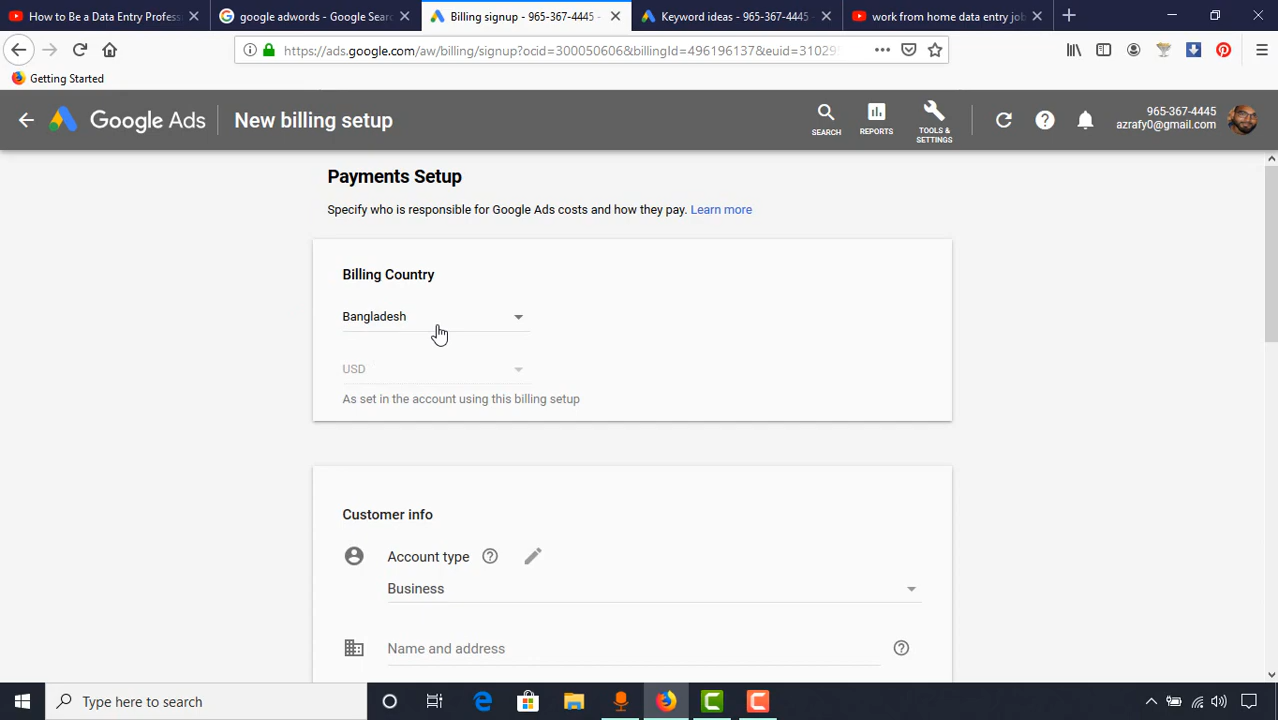 How to Be a Data Entry Profess
google adwords - Google Sear
Billing signup - 965-367-4445 -
Keyword ideas - 965-367-4445
work from home data entry job
https://ads.google.com/aw/billing/signup?ocid=300050606&billingId=496196137&euid=31029
Getting Started
Google Ads
New billing setup
SEARCH
REPORTS
TOOLS &
SETTINGS
965-367-4445
azrafy0@gmail.com
Payments Setup
Specify who is responsible for Google Ads costs and how they pay. Learn more
Billing Country
Bangladesh
USD
As set in the account using this billing setup
Customer info
Account type
Business
Name and address
Type here to search